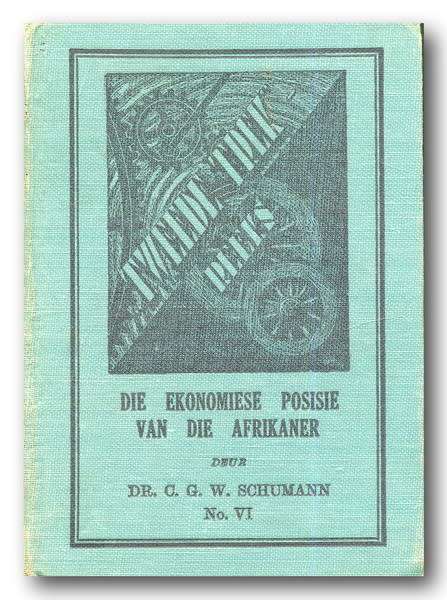 TWEEDE TREK
REEKS
DIE EKONOMIESE POSISIE
VAN DIE AFRIKANER
DEUR
DR. C. G. W. SCHUMANN
No. VI